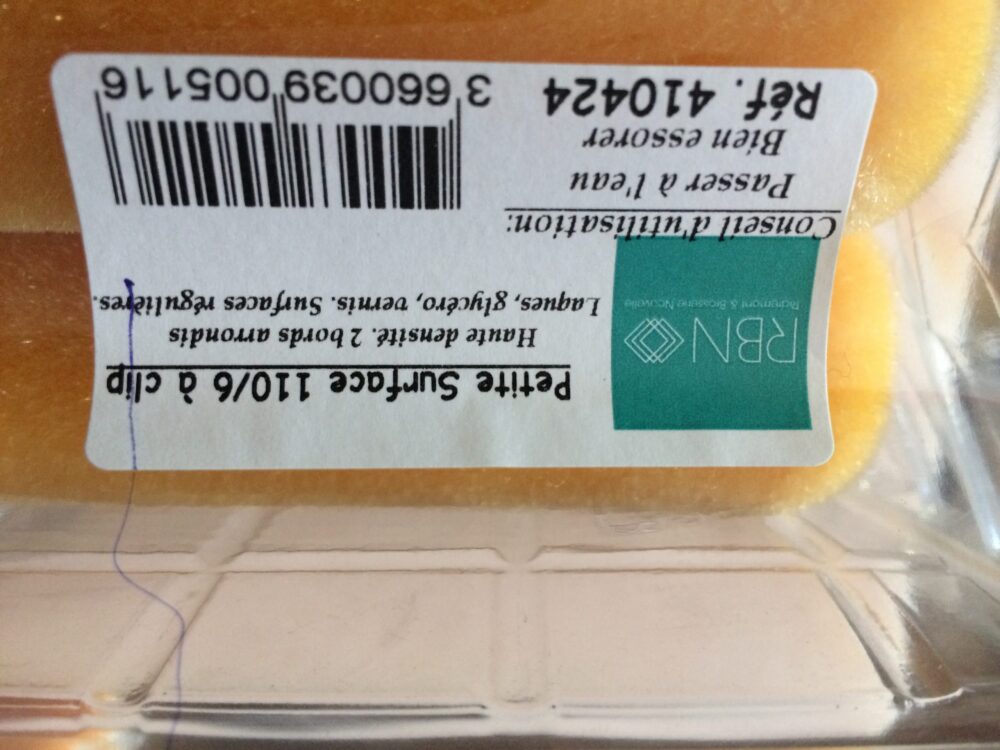 RBN
Petite Surface 110/6 à clip
Haute densité. 2 bords arrondis
Laques, glycéro, vernis. Surfaces régulières.
Conseil d'utilisation:
Passer à l'eau
Bien essorer
Réf. 410424
3 660039 005116